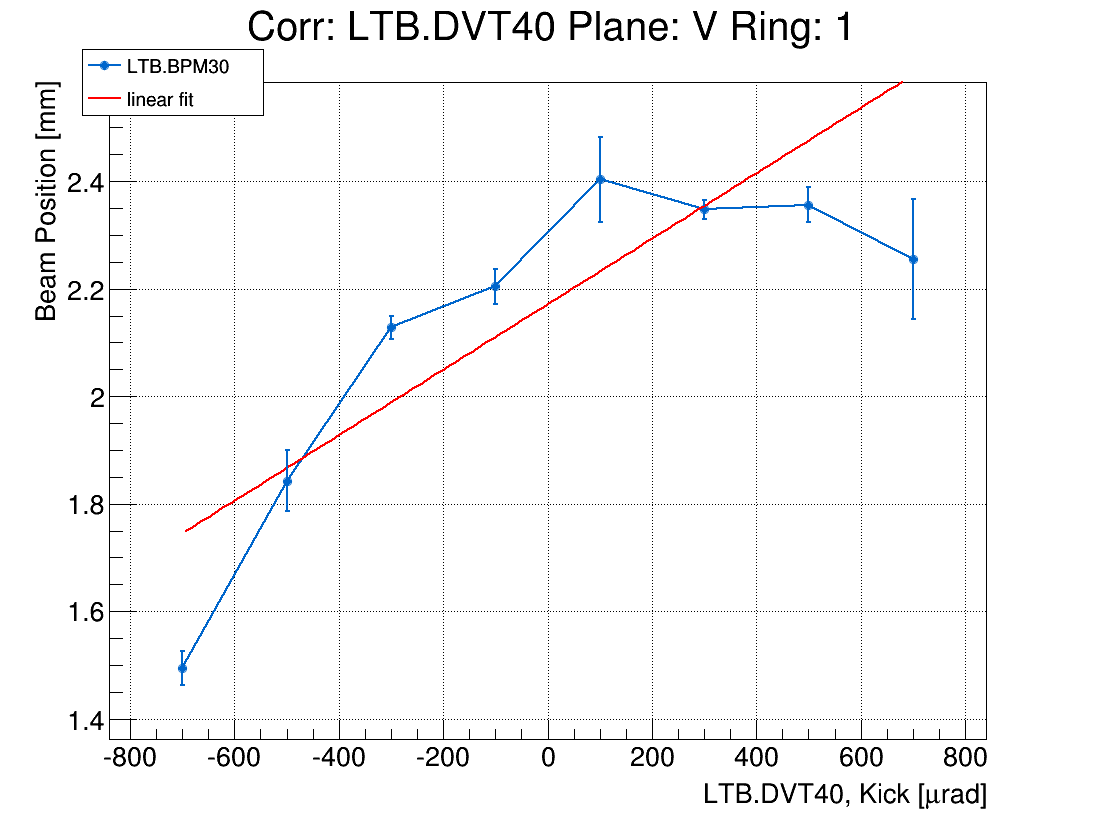 Corr: LTB.DVT40 Plane: V Ring: 1
LTB.BPM30
linear fit
Beam Position [mm]
2.4
2.2
2
1.8
1.6
1.4
-800 -600 -400 -200 0 200 400 600 800
LTB.DVT40, Kick [μrad]